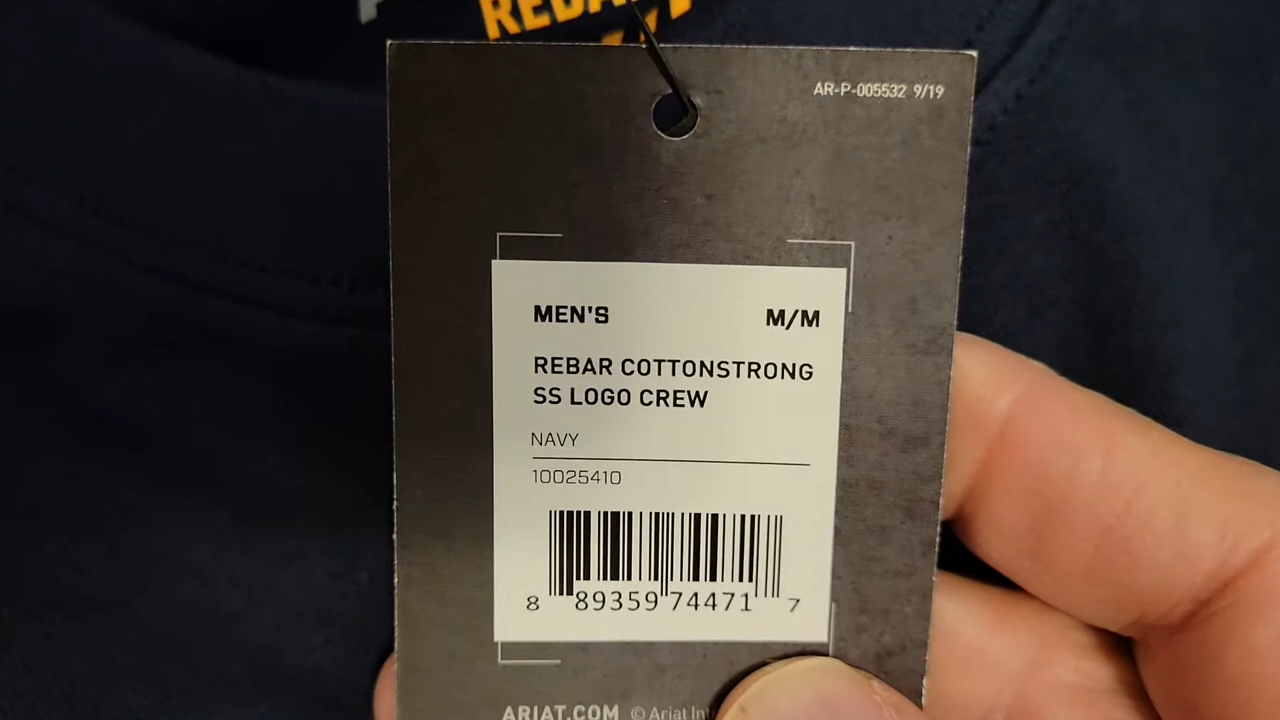 REBA
AR-P-005532 9/19
MEN'S M/M
REBAR COTTONSTRONG
SS LOGO CREW
NAVY
10025410
8 89359 74471 7
ARIAT.COM © Ariat